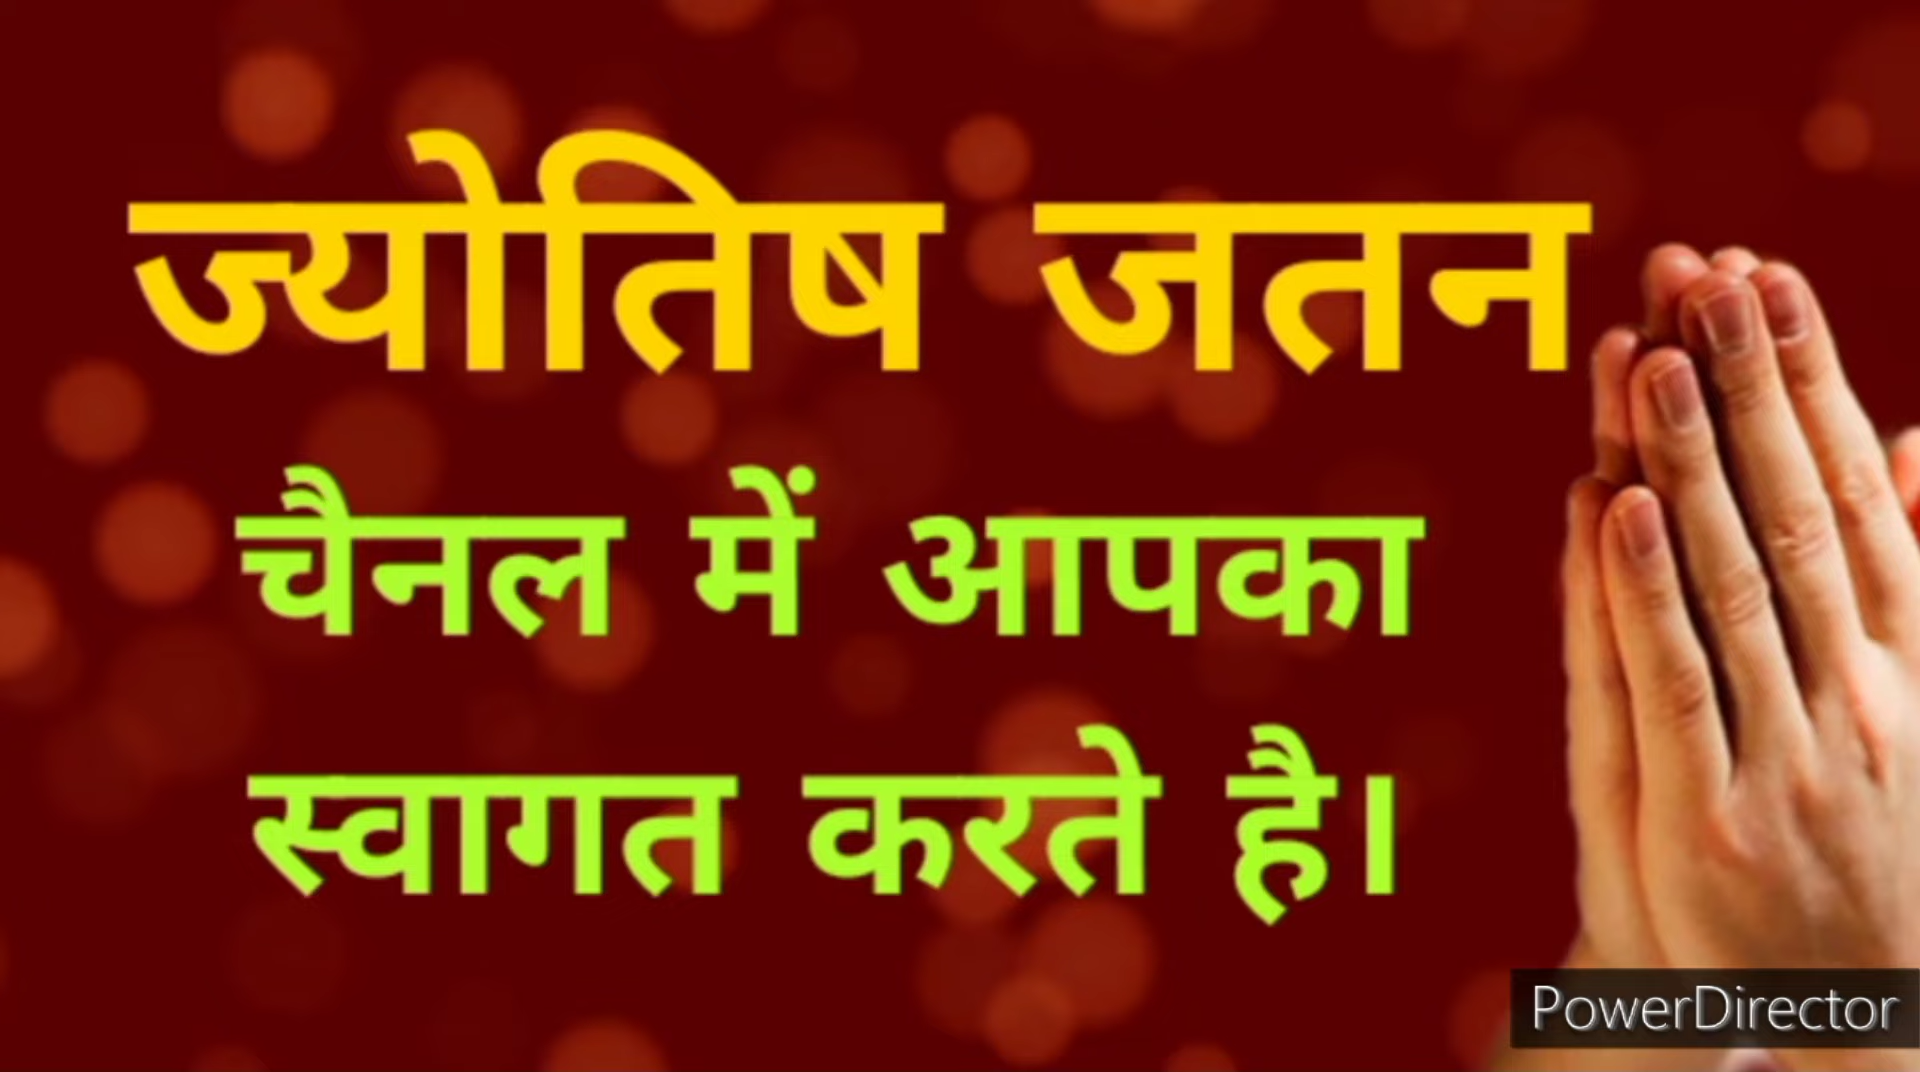 ज्योतिष जतन
चैनल में आपका
स्वागत करते है।
PowerDirector